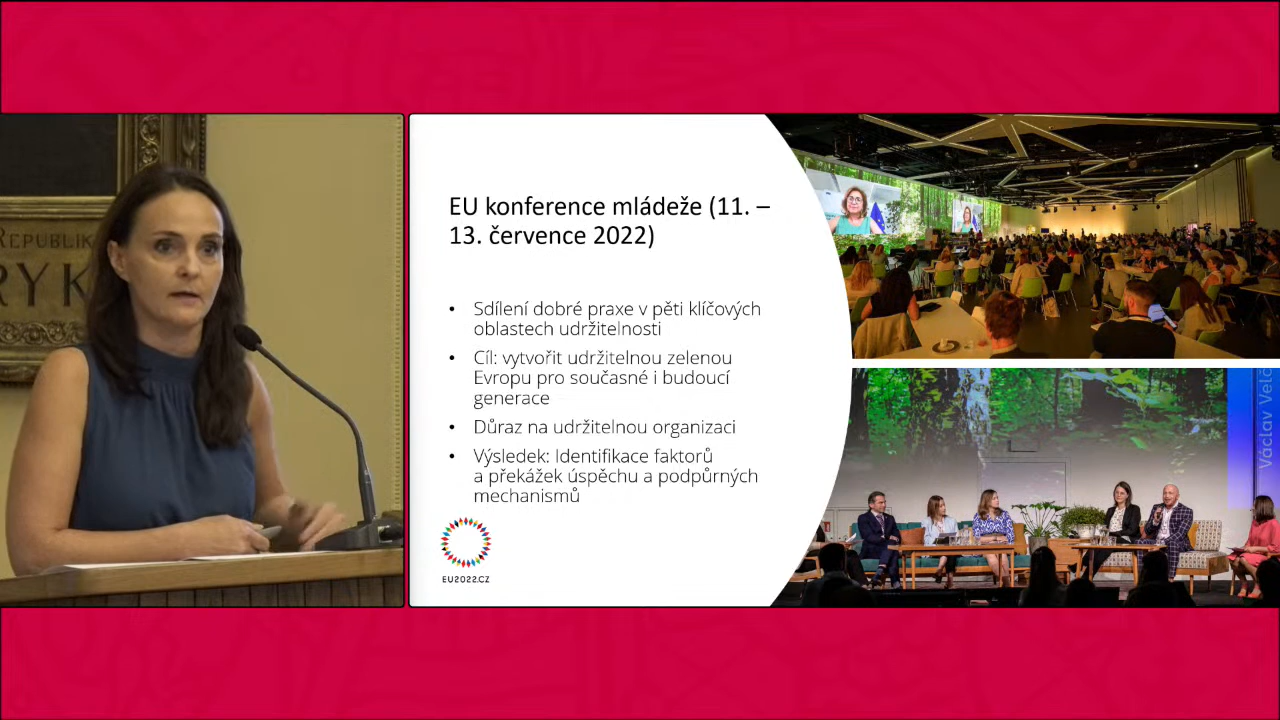 REPUBLIK
RYK
EU konference mládeže (11. –
13. července 2022)
• Sdílení dobré praxe v pěti klíčových
oblastech udržitelnosti
• Cíl: vytvořit udržitelnou zelenou
Evropu pro současné i budoucí
generace
• Důraz na udržitelnou organizaci
• Výsledek: Identifikace faktorů
a překážek úspěchu a podpůrných
mechanismů
EU2022.CZ
Václav Velč